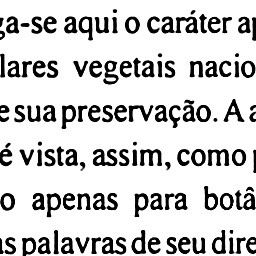 ga-se aqui o caráter a
lares vegetais nacio
e sua preservação. A a
é vista, assim, como p
o apenas para botâ
as palavras de seu dire